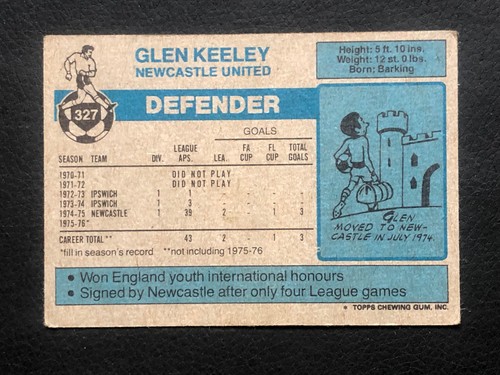 327
GLEN KEELEY
NEWCASTLE UNITED
Height: 5 ft. 10 ins.
Weight: 12 st. 0 lbs.
Born: Barking
DEFENDER
GOALS
SEASON TEAM DIV. LEAGUE APS. LEA. FA CUP FL CUP TOTAL GOALS
1970-71 DID NOT PLAY
1971-72 DID NOT PLAY
1972-73 IPSWICH 1 1
1973-74 IPSWICH 1 3
1974-75 NEWCASTLE 1 39 2 - 1 3
1975-76*
CAREER TOTAL** 43 2 - 1 3
*fill in season's record. **not including 1975-76
GLEN
MOVED TO NEW-
CASTLE IN JULY 1974.
• Won England youth international honours
• Signed by Newcastle after only four League games
* TOPPS CHEWING GUM, INC.